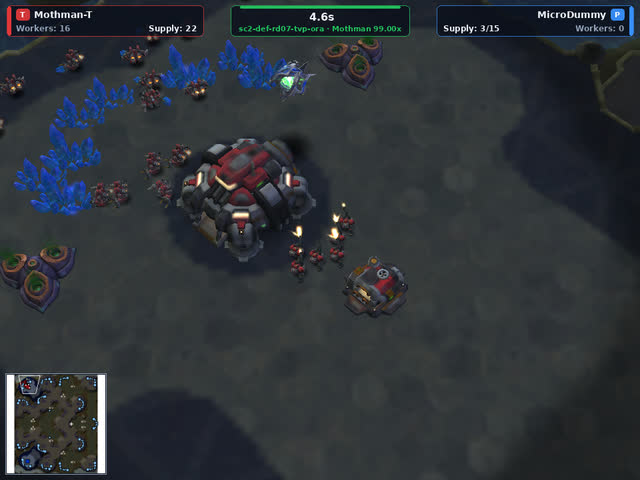 T Mothman-T
Workers: 16 Supply: 22
4.6s
sc2-def-rd07-tvp-ora · Mothman 99.00x
MicroDummy P
Supply: 3/15 Workers: 0